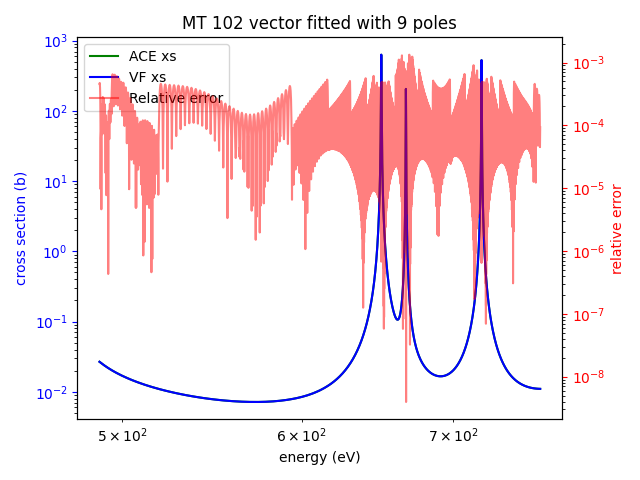 MT 102 vector fitted with 9 poles
ACE xs
VF xs
Relative error
cross section (b)
10³
10²
10¹
10⁰
10⁻¹
10⁻²
relative error
10⁻³
10⁻⁴
10⁻⁵
10⁻⁶
10⁻⁷
10⁻⁸
5 × 10² 6 × 10² 7 × 10²
energy (eV)